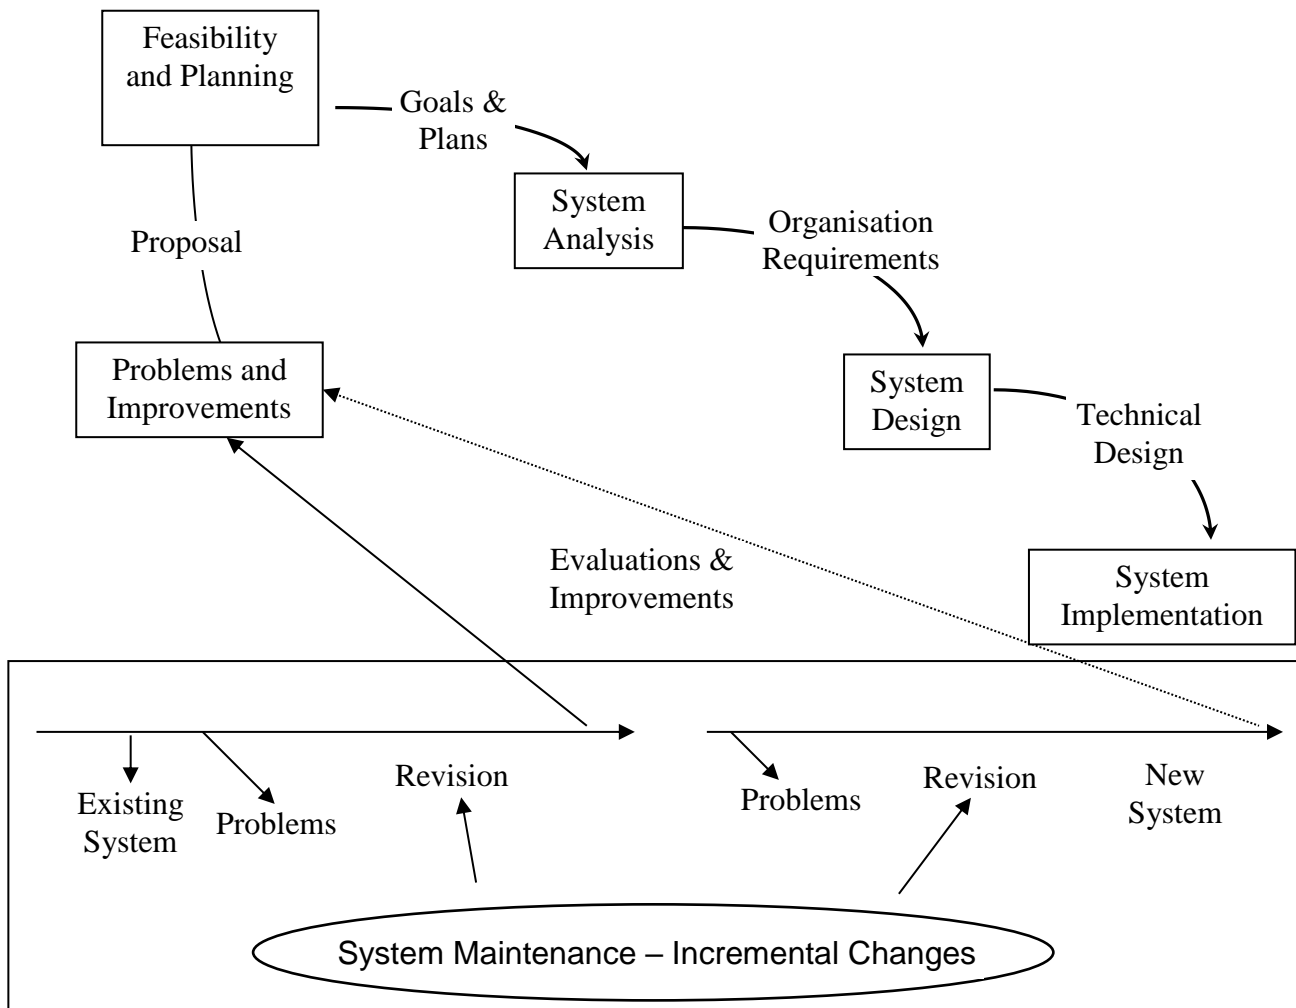 Feasibility
and Planning
Goals &
Plans
System
Analysis
Organisation
Requirements
Proposal
Problems and
Improvements
System
Design
Technical
Design
Evaluations &
Improvements
System
Implementation
Existing
System
Problems
Revision
Problems
Revision
New
System
System Maintenance – Incremental Changes